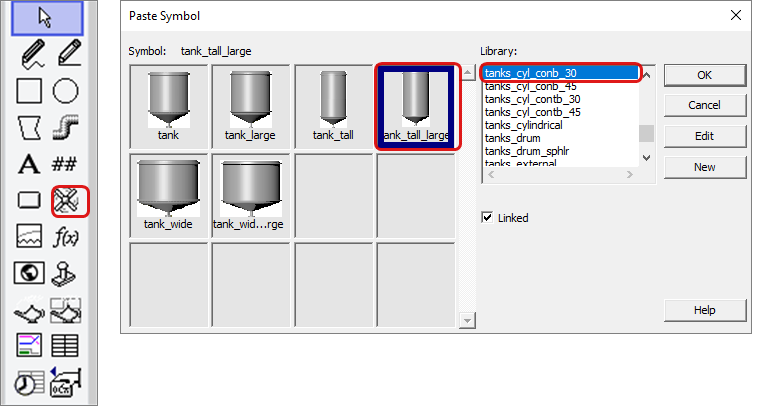 Paste Symbol
Symbol: tank_tall_large
Library:
tank
tank_large
tank_tall
tank_tall_large
tank_wide
tank_wid...rge
tanks_cyl_conb_30
tanks_cyl_conb_45
tanks_cyl_contb_30
tanks_cyl_contb_45
tanks_cylindrical
tanks_drum
tanks_drum_sphlr
tanks_external
Linked
OK
Cancel
Edit
New
Help
A ##
f(x)